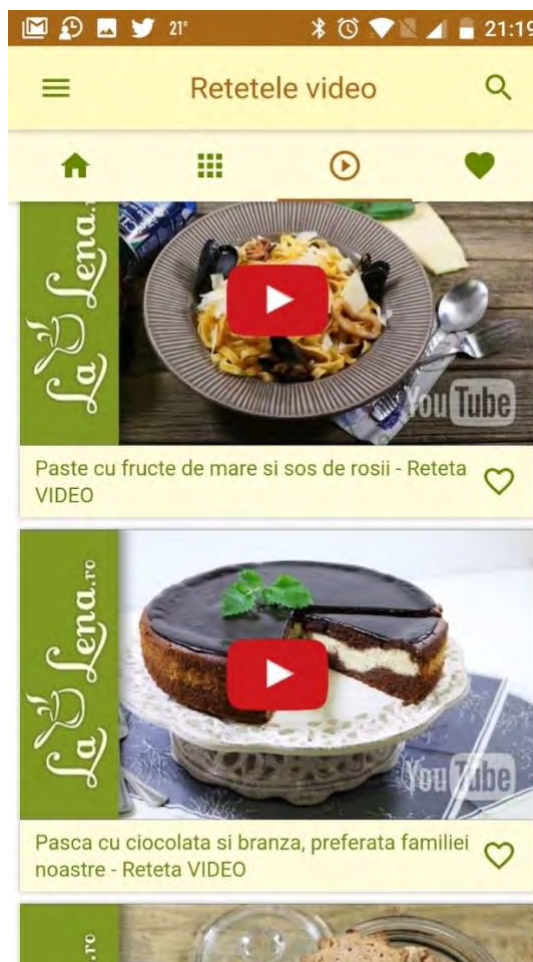 21° 21:19
Retetele video
La Lena.ro
YouTube
Paste cu fructe de mare si sos de rosii - Reteta
VIDEO
La Lena.ro
YouTube
Pasca cu ciocolata si branza, preferata familiei
noastre - Reteta VIDEO
.ro